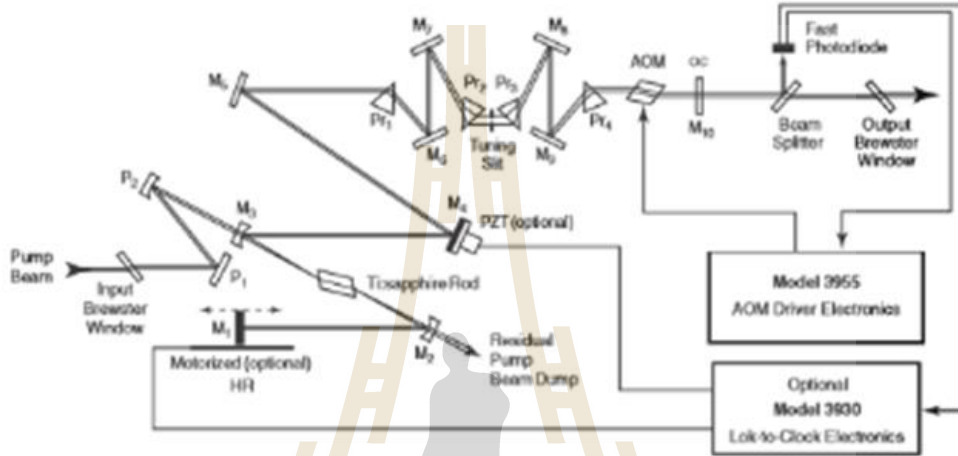 M₇
M₈
Fast
Photodiode
AOM
OC
M₅
Pr₂
Pr₃
Pr₁
Pr₄
M₆
Tuning
Slit
M₉
M₁₀
Beam
Splitter
Output
Brewster
Window
P₂
M₃
M₄
PZT (optional)
Pump
Beam
P₁
Input
Brewster
Window
Ti:sapphire Rod
Model 3955
AOM Driver Electronics
M₁
M₂
Residual
Pump
Beam Dump
Motorized (optional)
HR
Optional
Model 3930
Lok-to-Clock Electronics